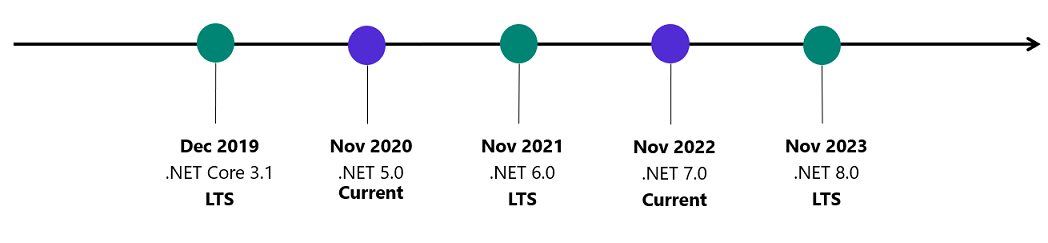 Dec 2019
.NET Core 3.1
LTS
Nov 2020
.NET 5.0
Current
Nov 2021
.NET 6.0
LTS
Nov 2022
.NET 7.0
Current
Nov 2023
.NET 8.0
LTS